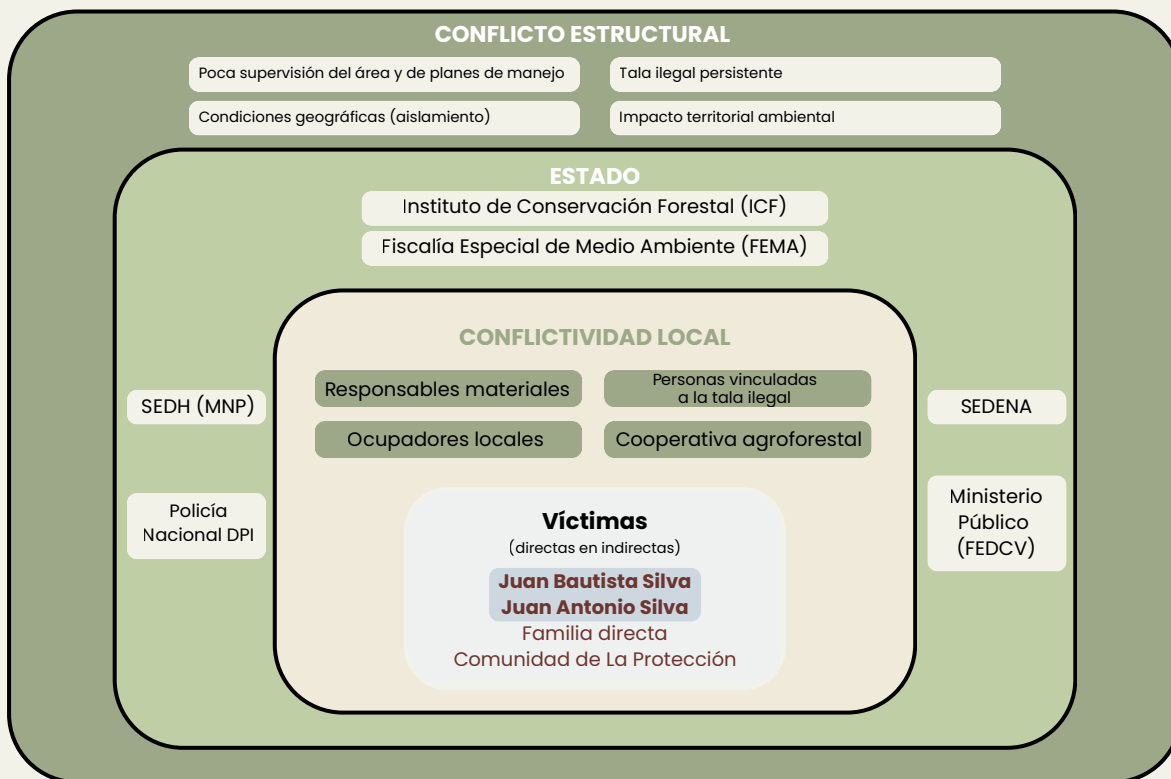 CONFLICTO ESTRUCTURAL
Poca supervisión del área y de planes de manejo
Tala ilegal persistente
Condiciones geográficas (aislamiento)
Impacto territorial ambiental
ESTADO
Instituto de Conservación Forestal (ICF)
Fiscalía Especial de Medio Ambiente (FEMA)
CONFLICTIVIDAD LOCAL
Responsables materiales
Personas vinculadas
a la tala ilegal
Ocupadores locales
Cooperativa agroforestal
SEDH (MNP)
SEDENA
Policía
Nacional DPI
Ministerio
Público
(FEDCV)
Víctimas
(directas en indirectas)
Juan Bautista Silva
Juan Antonio Silva
Familia directa
Comunidad de La Protección